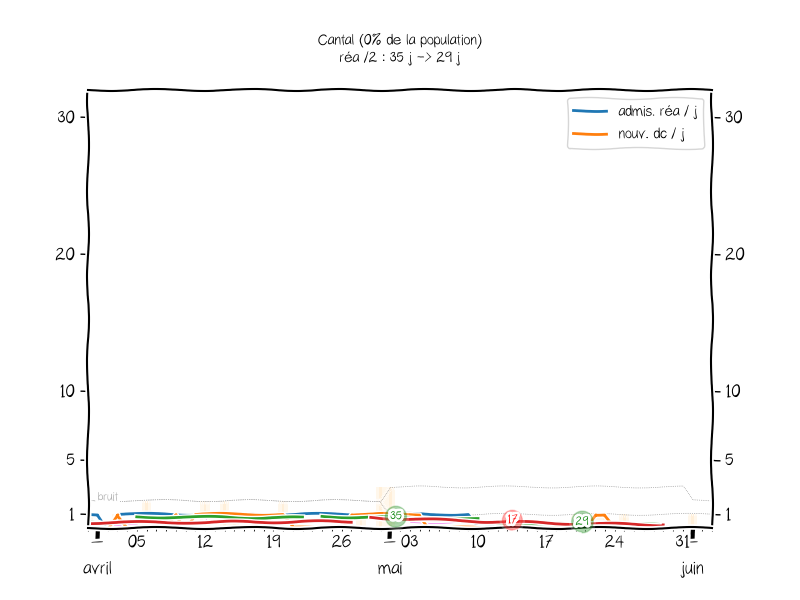 Cantal (0% de la population)
réa /2 : 35 j -> 29 j
admis. réa / j
nouv. dc / j
30
30
20
20
10
10
5
5
bruit
1
1
35
17
29
05
12
19
26
03
10
17
24
31
avril
mai
juin